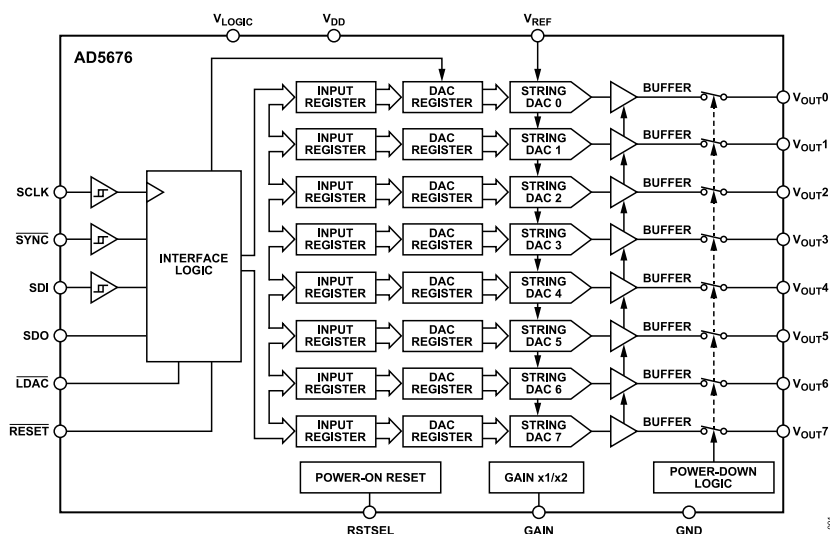 VLOGIC
VDD
VREF
AD5676
INPUT REGISTER
DAC REGISTER
STRING DAC 0
BUFFER
VOUT0
INPUT REGISTER
DAC REGISTER
STRING DAC 1
BUFFER
VOUT1
SCLK
INPUT REGISTER
DAC REGISTER
STRING DAC 2
BUFFER
VOUT2
SYNC
INTERFACE LOGIC
INPUT REGISTER
DAC REGISTER
STRING DAC 3
BUFFER
VOUT3
SDI
INPUT REGISTER
DAC REGISTER
STRING DAC 4
BUFFER
VOUT4
SDO
INPUT REGISTER
DAC REGISTER
STRING DAC 5
BUFFER
VOUT5
LDAC
INPUT REGISTER
DAC REGISTER
STRING DAC 6
BUFFER
VOUT6
RESET
INPUT REGISTER
DAC REGISTER
STRING DAC 7
BUFFER
VOUT7
POWER-ON RESET
GAIN x1/x2
POWER-DOWN LOGIC
RSTSEL
GAIN
GND